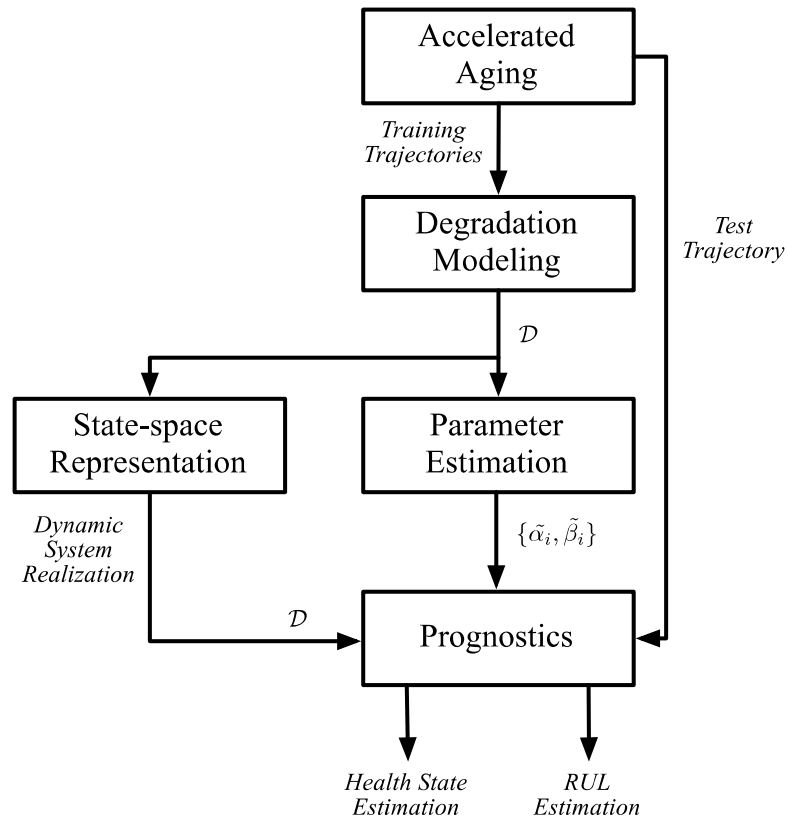 Accelerated
Aging
Training
Trajectories
Degradation
Modeling
Test
Trajectory
𝒟
State-space
Representation
Parameter
Estimation
Dynamic
System
Realization
{α̃ᵢ, β̃ᵢ}
𝒟
Prognostics
Health State
Estimation
RUL
Estimation